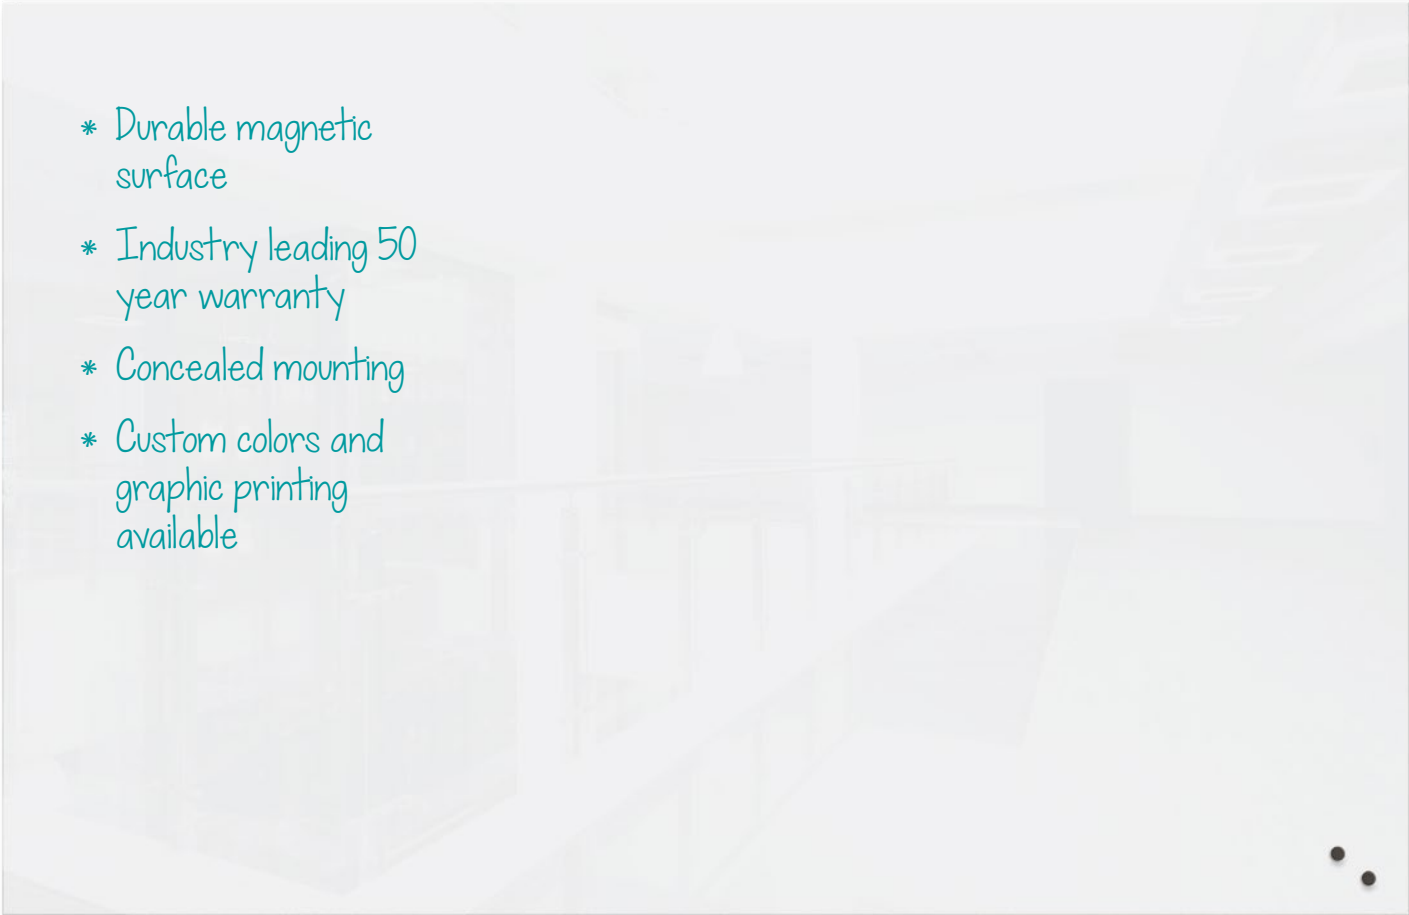 * Durable magnetic
surface
* Industry leading 50
year warranty
* Concealed mounting
* Custom colors and
graphic printing
available